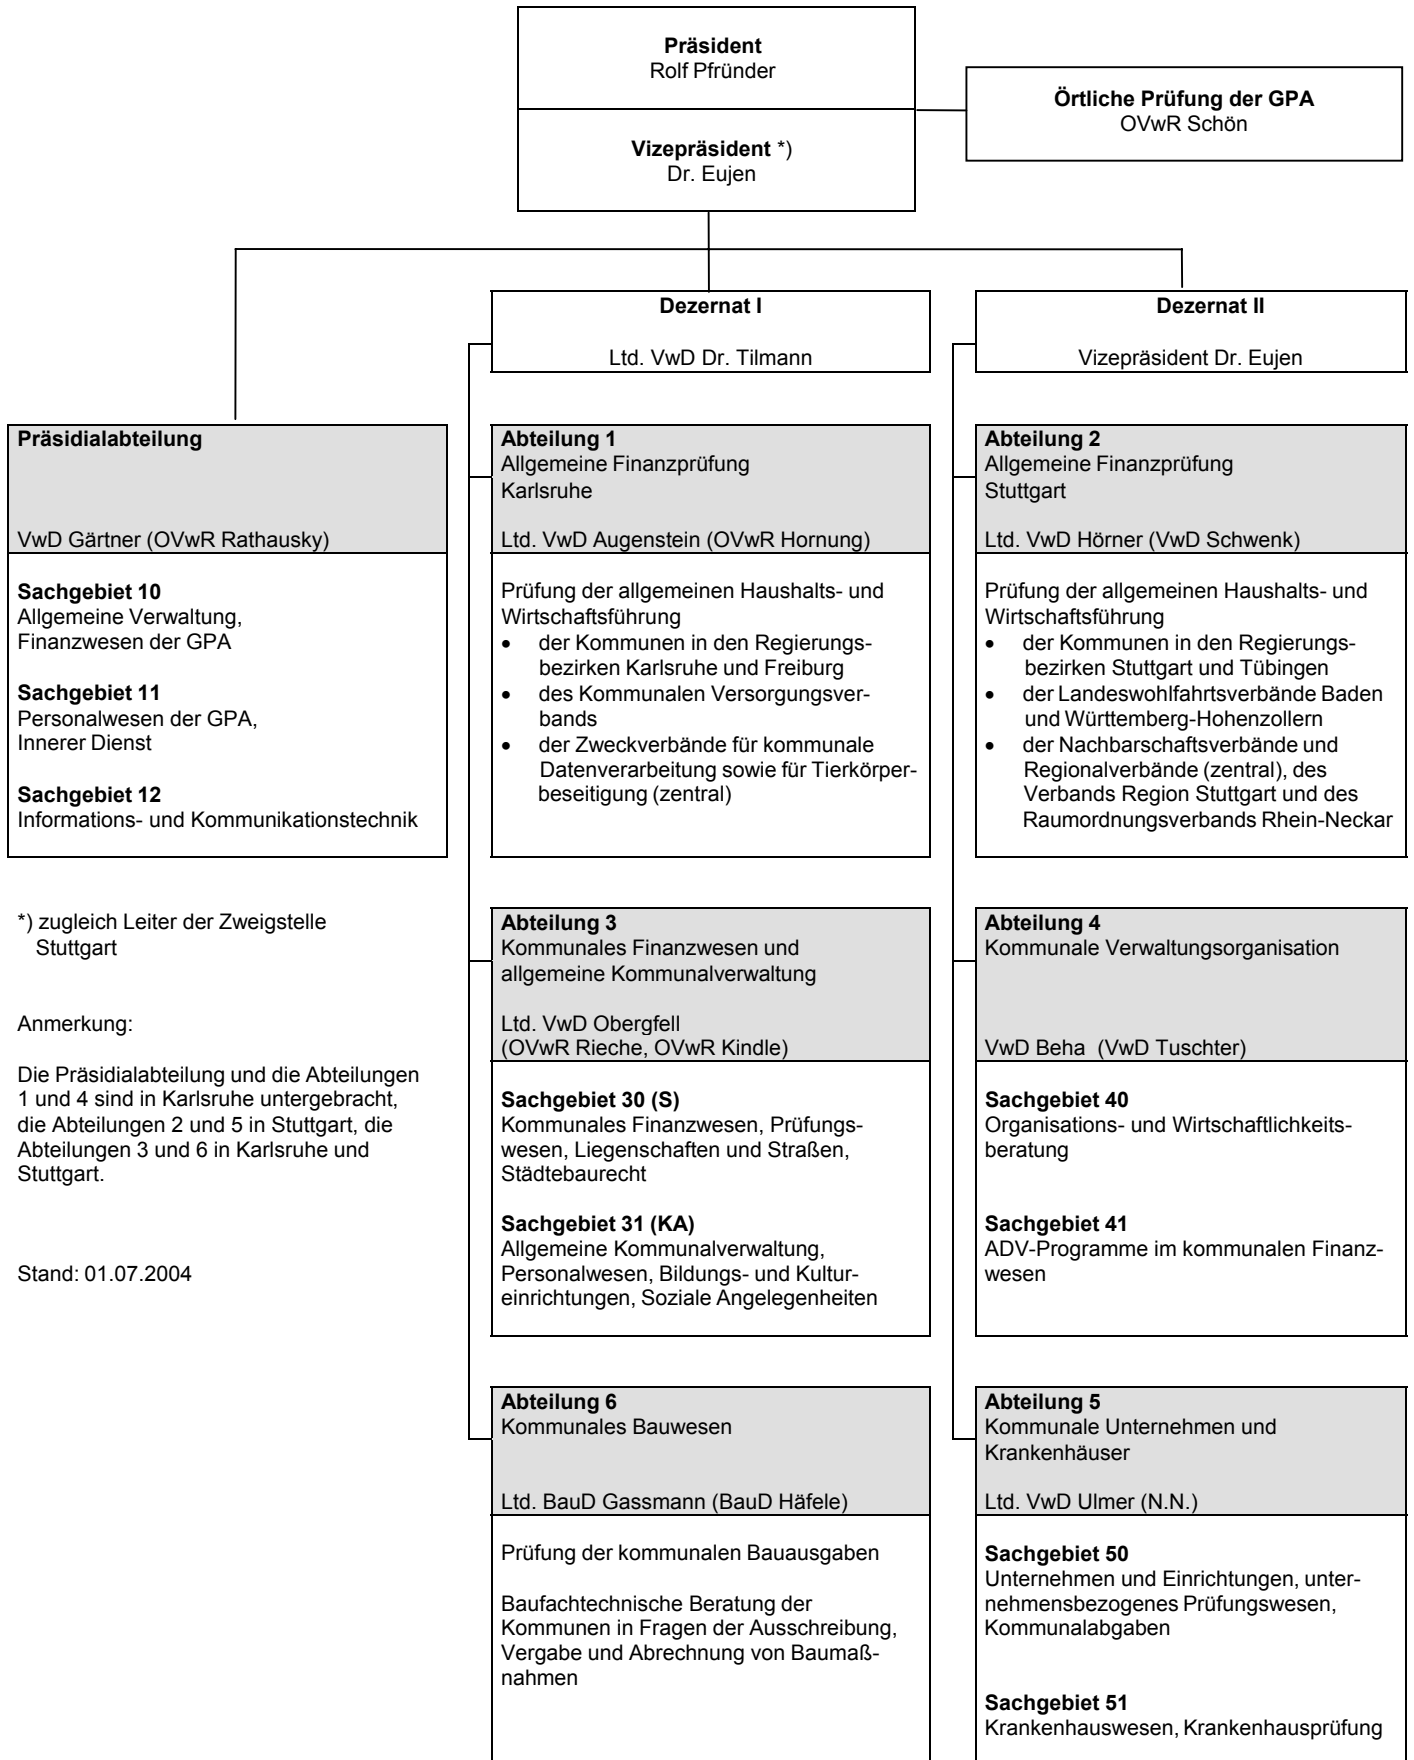 Präsident
Rolf Pfründer
Vizepräsident *)
Dr. Eujen
Örtliche Prüfung der GPA
OVwR Schön
Dezernat I
Ltd. VwD Dr. Tilmann
Dezernat II
Vizepräsident Dr. Eujen
Präsidialabteilung
VwD Gärtner (OVwR Rathausky)
Sachgebiet 10
Allgemeine Verwaltung,
Finanzwesen der GPA
Sachgebiet 11
Personalwesen der GPA,
Innerer Dienst
Sachgebiet 12
Informations- und Kommunikationstechnik
Abteilung 1
Allgemeine Finanzprüfung
Karlsruhe
Ltd. VwD Augenstein (OVwR Hornung)
Prüfung der allgemeinen Haushalts- und
Wirtschaftsführung
• der Kommunen in den Regierungs-
bezirken Karlsruhe und Freiburg
• des Kommunalen Versorgungsver-
bands
• der Zweckverbände für kommunale
Datenverarbeitung sowie für Tierkörper-
beseitigung (zentral)
Abteilung 2
Allgemeine Finanzprüfung
Stuttgart
Ltd. VwD Hörner (VwD Schwenk)
Prüfung der allgemeinen Haushalts- und
Wirtschaftsführung
• der Kommunen in den Regierungs-
bezirken Stuttgart und Tübingen
• der Landeswohlfahrtsverbände Baden
und Württemberg-Hohenzollern
• der Nachbarschaftsverbände und
Regionalverbände (zentral), des
Verbands Region Stuttgart und des
Raumordnungsverbands Rhein-Neckar
*) zugleich Leiter der Zweigstelle
Stuttgart
Anmerkung:
Die Präsidialabteilung und die Abteilungen
1 und 4 sind in Karlsruhe untergebracht,
die Abteilungen 2 und 5 in Stuttgart, die
Abteilungen 3 und 6 in Karlsruhe und
Stuttgart.
Stand: 01.07.2004
Abteilung 3
Kommunales Finanzwesen und
allgemeine Kommunalverwaltung
Ltd. VwD Obergfell
(OVwR Rieche, OVwR Kindle)
Sachgebiet 30 (S)
Kommunales Finanzwesen, Prüfungs-
wesen, Liegenschaften und Straßen,
Städtebaurecht
Sachgebiet 31 (KA)
Allgemeine Kommunalverwaltung,
Personalwesen, Bildungs- und Kultur-
einrichtungen, Soziale Angelegenheiten
Abteilung 4
Kommunale Verwaltungsorganisation
VwD Beha (VwD Tuschter)
Sachgebiet 40
Organisations- und Wirtschaftlichkeits-
beratung
Sachgebiet 41
ADV-Programme im kommunalen Finanz-
wesen
Abteilung 6
Kommunales Bauwesen
Ltd. BauD Gassmann (BauD Häfele)
Prüfung der kommunalen Bauausgaben
Baufachtechnische Beratung der
Kommunen in Fragen der Ausschreibung,
Vergabe und Abrechnung von Baumaß-
nahmen
Abteilung 5
Kommunale Unternehmen und
Krankenhäuser
Ltd. VwD Ulmer (N.N.)
Sachgebiet 50
Unternehmen und Einrichtungen, unter-
nehmensbezogenes Prüfungswesen,
Kommunalabgaben
Sachgebiet 51
Krankenhauswesen, Krankenhausprüfung